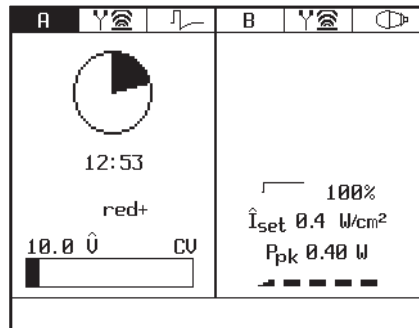 A
B
12:53
red+
10.0 V̂ CV
100%
Îset 0.4 W/cm²
Ppk 0.40 W